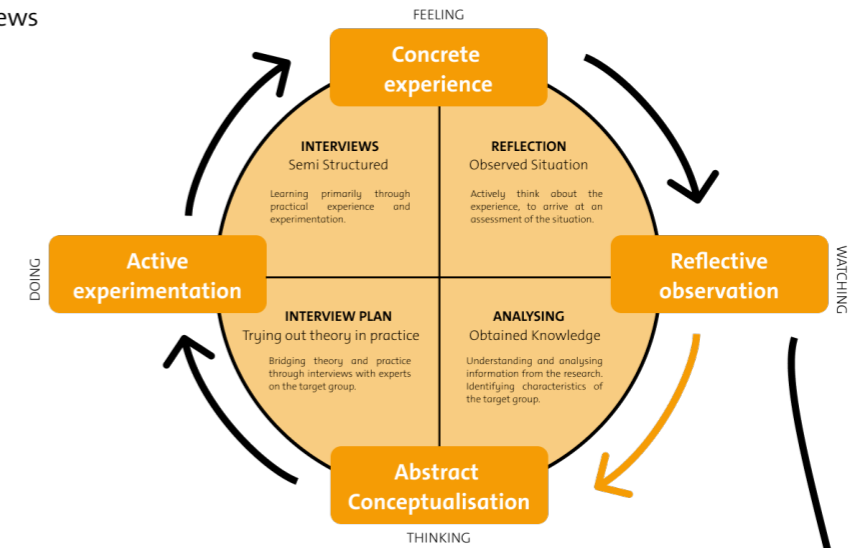 FEELING
Concrete
experience
INTERVIEWS
Semi Structured
Learning primarily through
practical experience and
experimentation.
REFLECTION
Observed Situation
Actively think about the
experience, to arrive at an
assessment of the situation.
DOING
Active
experimentation
Reflective
observation
WATCHING
INTERVIEW PLAN
Trying out theory in practice
Bridging theory and practice
through interviews with experts
on the target group.
ANALYSING
Obtained Knowledge
Understanding and analysing
information from the research.
Identifying characteristics of
the target group.
Abstract
Conceptualisation
THINKING